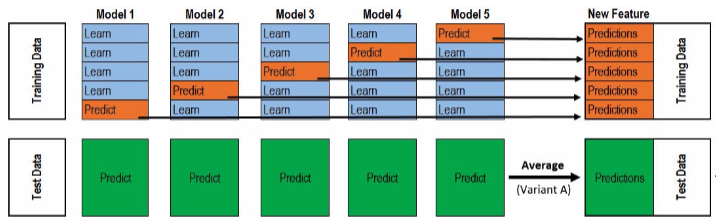 Model 1 Model 2 Model 3 Model 4 Model 5 New Feature
Training Data
Learn Learn Learn Learn Predict Predictions
Learn Learn Learn Predict Learn Predictions
Learn Learn Predict Learn Learn Predictions
Learn Predict Learn Learn Learn Predictions
Predict Learn Learn Learn Learn Predictions
Training Data
Test Data
Predict Predict Predict Predict Predict
Average
(Variant A)
Predictions
Test Data